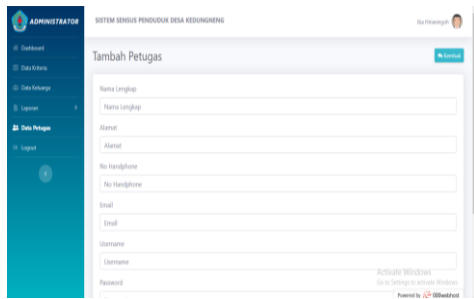 ADMINISTRATOR
SISTEM SENSUS PENDUDUK DESA KEDUNGNENG
Dashboard
Data Kriteria
Data Keluarga
Laporan
Data Petugas
Logout
Tambah Petugas
Kembali
Nama Lengkap
Nama Lengkap
Alamat
Alamat
No Handphone
No Handphone
Email
Email
Username
Username
Password
Activate Windows
Go to Settings to activate Windows.
Powered by 000webhost